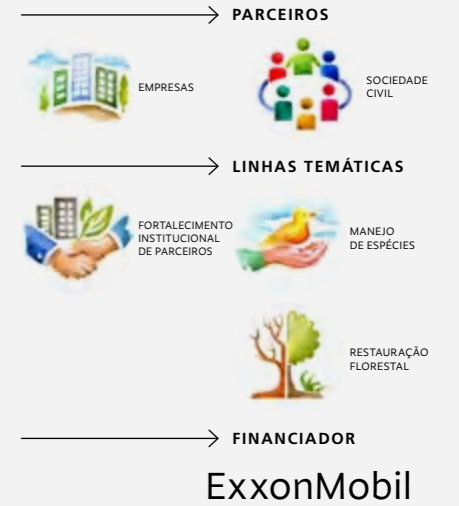 PARCEIROS
EMPRESAS
SOCIEDADE
CIVIL
LINHAS TEMÁTICAS
FORTALECIMENTO
INSTITUCIONAL
DE PARCEIROS
MANEJO
DE ESPÉCIES
RESTAURAÇÃO
FLORESTAL
FINANCIADOR
ExxonMobil